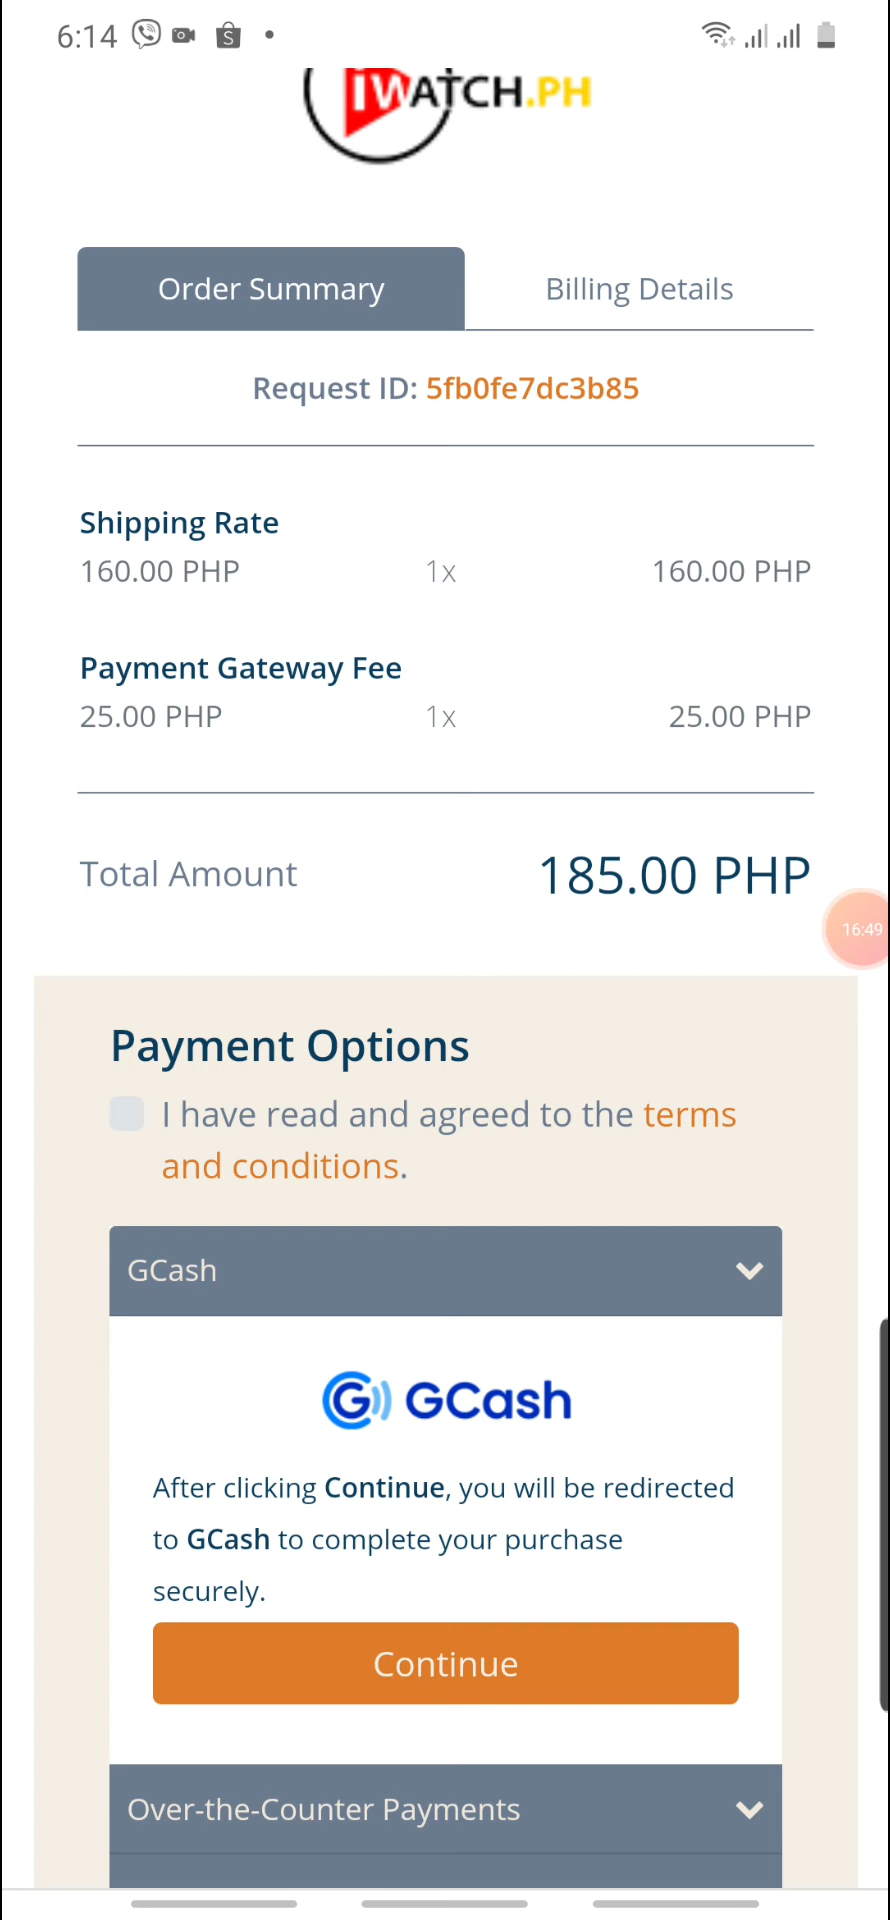 6:14
iWATCH.PH
Order Summary
Billing Details
Request ID: 5fb0fe7dc3b85
Shipping Rate
160.00 PHP 1x 160.00 PHP
Payment Gateway Fee
25.00 PHP 1x 25.00 PHP
Total Amount 185.00 PHP
16:49
Payment Options
I have read and agreed to the terms
and conditions.
GCash
GCash
After clicking Continue, you will be redirected
to GCash to complete your purchase
securely.
Continue
Over-the-Counter Payments